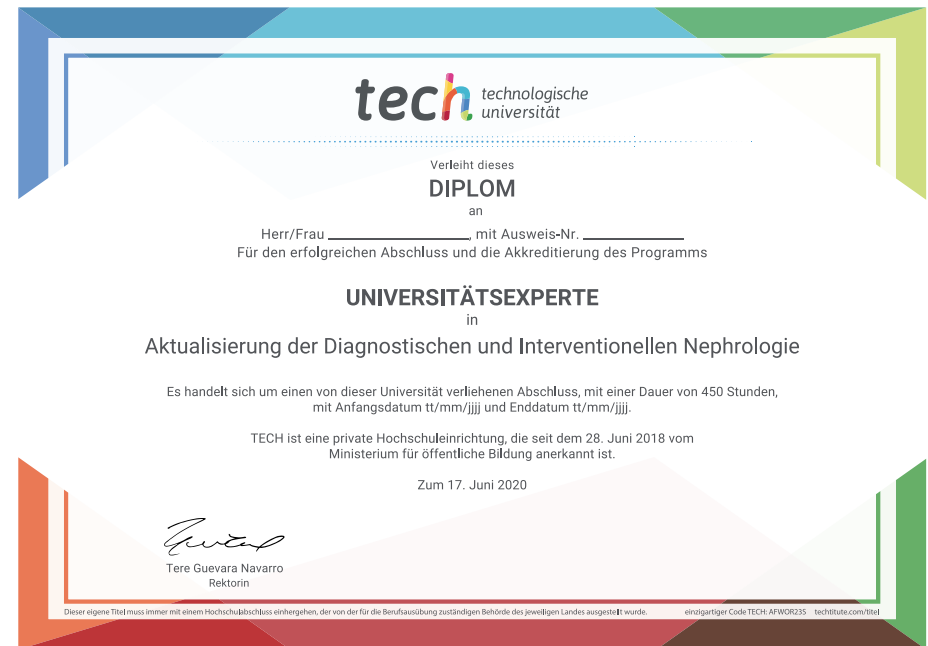 tech technologische
universität
Verleiht dieses
DIPLOM
an
Herr/Frau ______________, mit Ausweis-Nr. __________
Für den erfolgreichen Abschluss und die Akkreditierung des Programms
UNIVERSITÄTSEXPERTE
in
Aktualisierung der Diagnostischen und Interventionellen Nephrologie
Es handelt sich um einen von dieser Universität verliehenen Abschluss, mit einer Dauer von 450 Stunden,
mit Anfangsdatum tt/mm/jjjj und Enddatum tt/mm/jjjj.
TECH ist eine private Hochschuleinrichtung, die seit dem 28. Juni 2018 vom
Ministerium für öffentliche Bildung anerkannt ist.
Zum 17. Juni 2020
Tere Guevara Navarro
Rektorin
Dieser eigene Titel muss immer mit einem Hochschulabschluss einhergehen, der von der für die Berufsausübung zuständigen Behörde des jeweiligen Landes ausgestellt wurde. einzigartiger Code TECH: AFWOR23S techtitute.com/titel